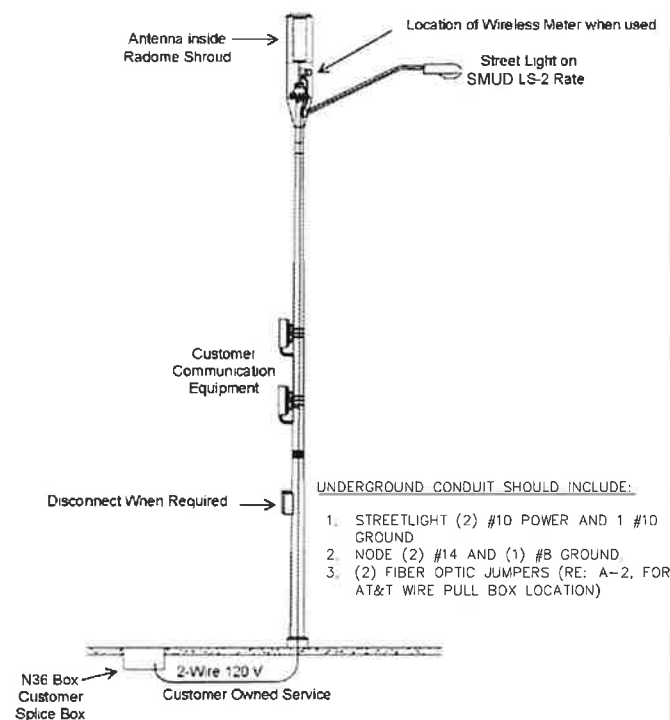 Location of Wireless Meter when used
Antenna inside
Radome Shroud
Street Light on
SMUD LS-2 Rate
Customer
Communication
Equipment
Disconnect When Required
UNDERGROUND CONDUIT SHOULD INCLUDE:
1. STREETLIGHT (2) #10 POWER AND 1 #10
GROUND
2. NODE (2) #14 AND (1) #8 GROUND
3. (2) FIBER OPTIC JUMPERS (RE: A-2, FOR
AT&T WIRE PULL BOX LOCATION)
N36 Box
Customer
Splice Box
2-Wire 120 V
Customer Owned Service